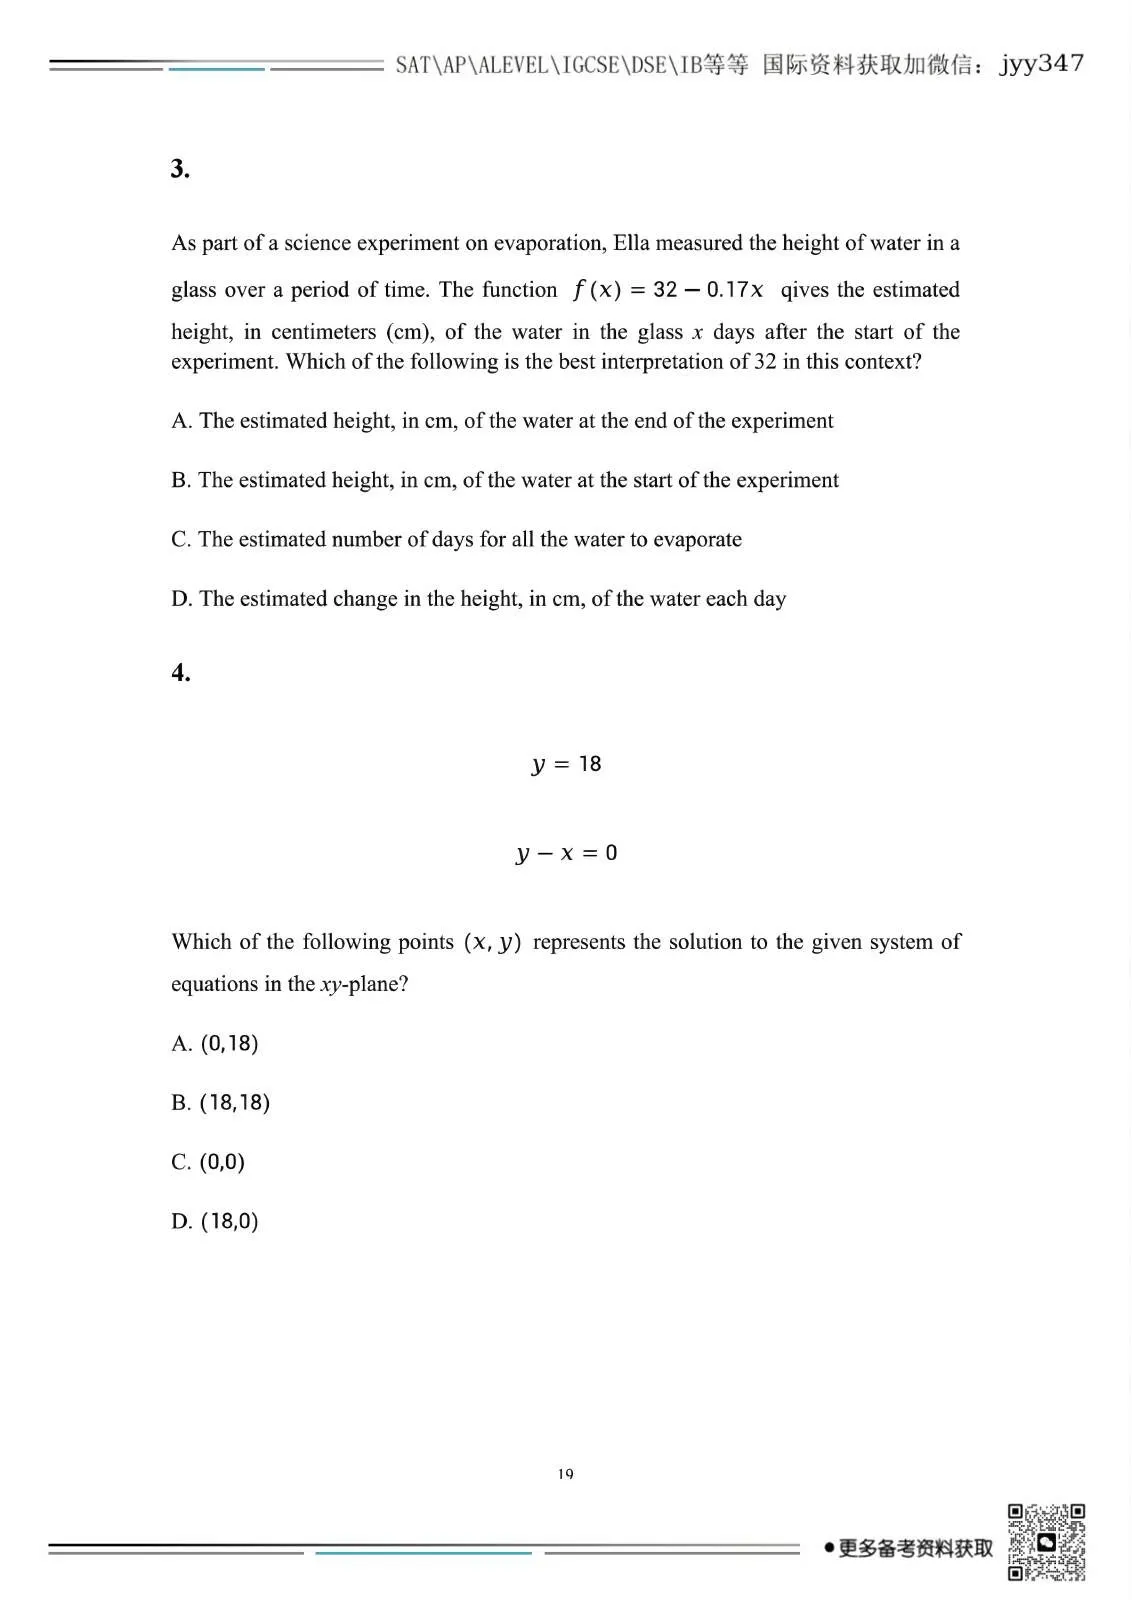 SAT\AP\ALEVEL\IGCSE\DSE\IB等等 国际资料获取加微信：jyy347
3.
As part of a science experiment on evaporation, Ella measured the height of water in a
glass over a period of time. The function f(x) = 32 − 0.17x qives the estimated
height, in centimeters (cm), of the water in the glass x days after the start of the
experiment. Which of the following is the best interpretation of 32 in this context?
A. The estimated height, in cm, of the water at the end of the experiment
B. The estimated height, in cm, of the water at the start of the experiment
C. The estimated number of days for all the water to evaporate
D. The estimated change in the height, in cm, of the water each day
4.
y = 18
y − x = 0
Which of the following points (x, y) represents the solution to the given system of
equations in the xy-plane?
A. (0,18)
B. (18,18)
C. (0,0)
D. (18,0)
19
●更多备考资料获取